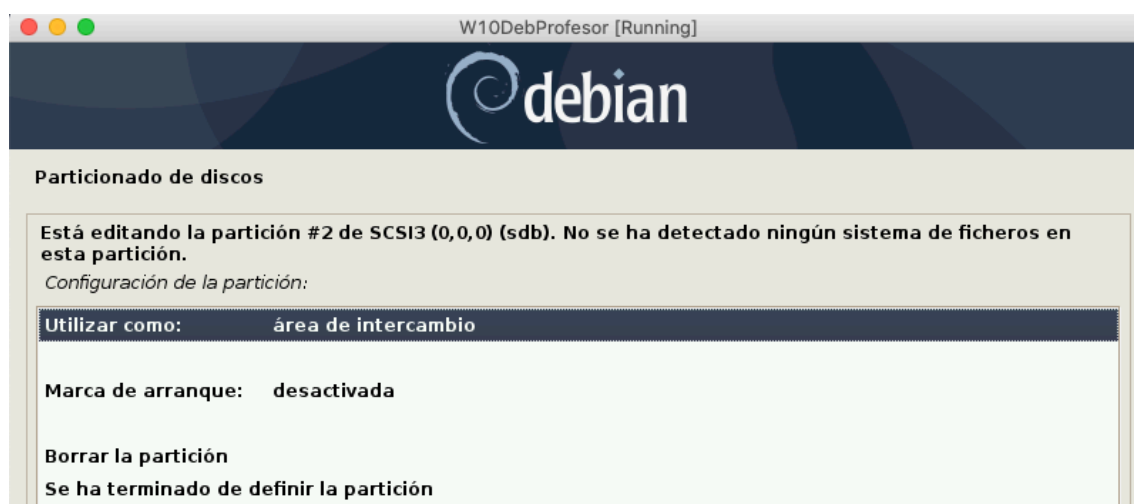 W10DebProfesor [Running]
debian
Particionado de discos
Está editando la partición #2 de SCSI3 (0,0,0) (sdb). No se ha detectado ningún sistema de ficheros en
esta partición.
Configuración de la partición:
Utilizar como: área de intercambio
Marca de arranque: desactivada
Borrar la partición
Se ha terminado de definir la partición